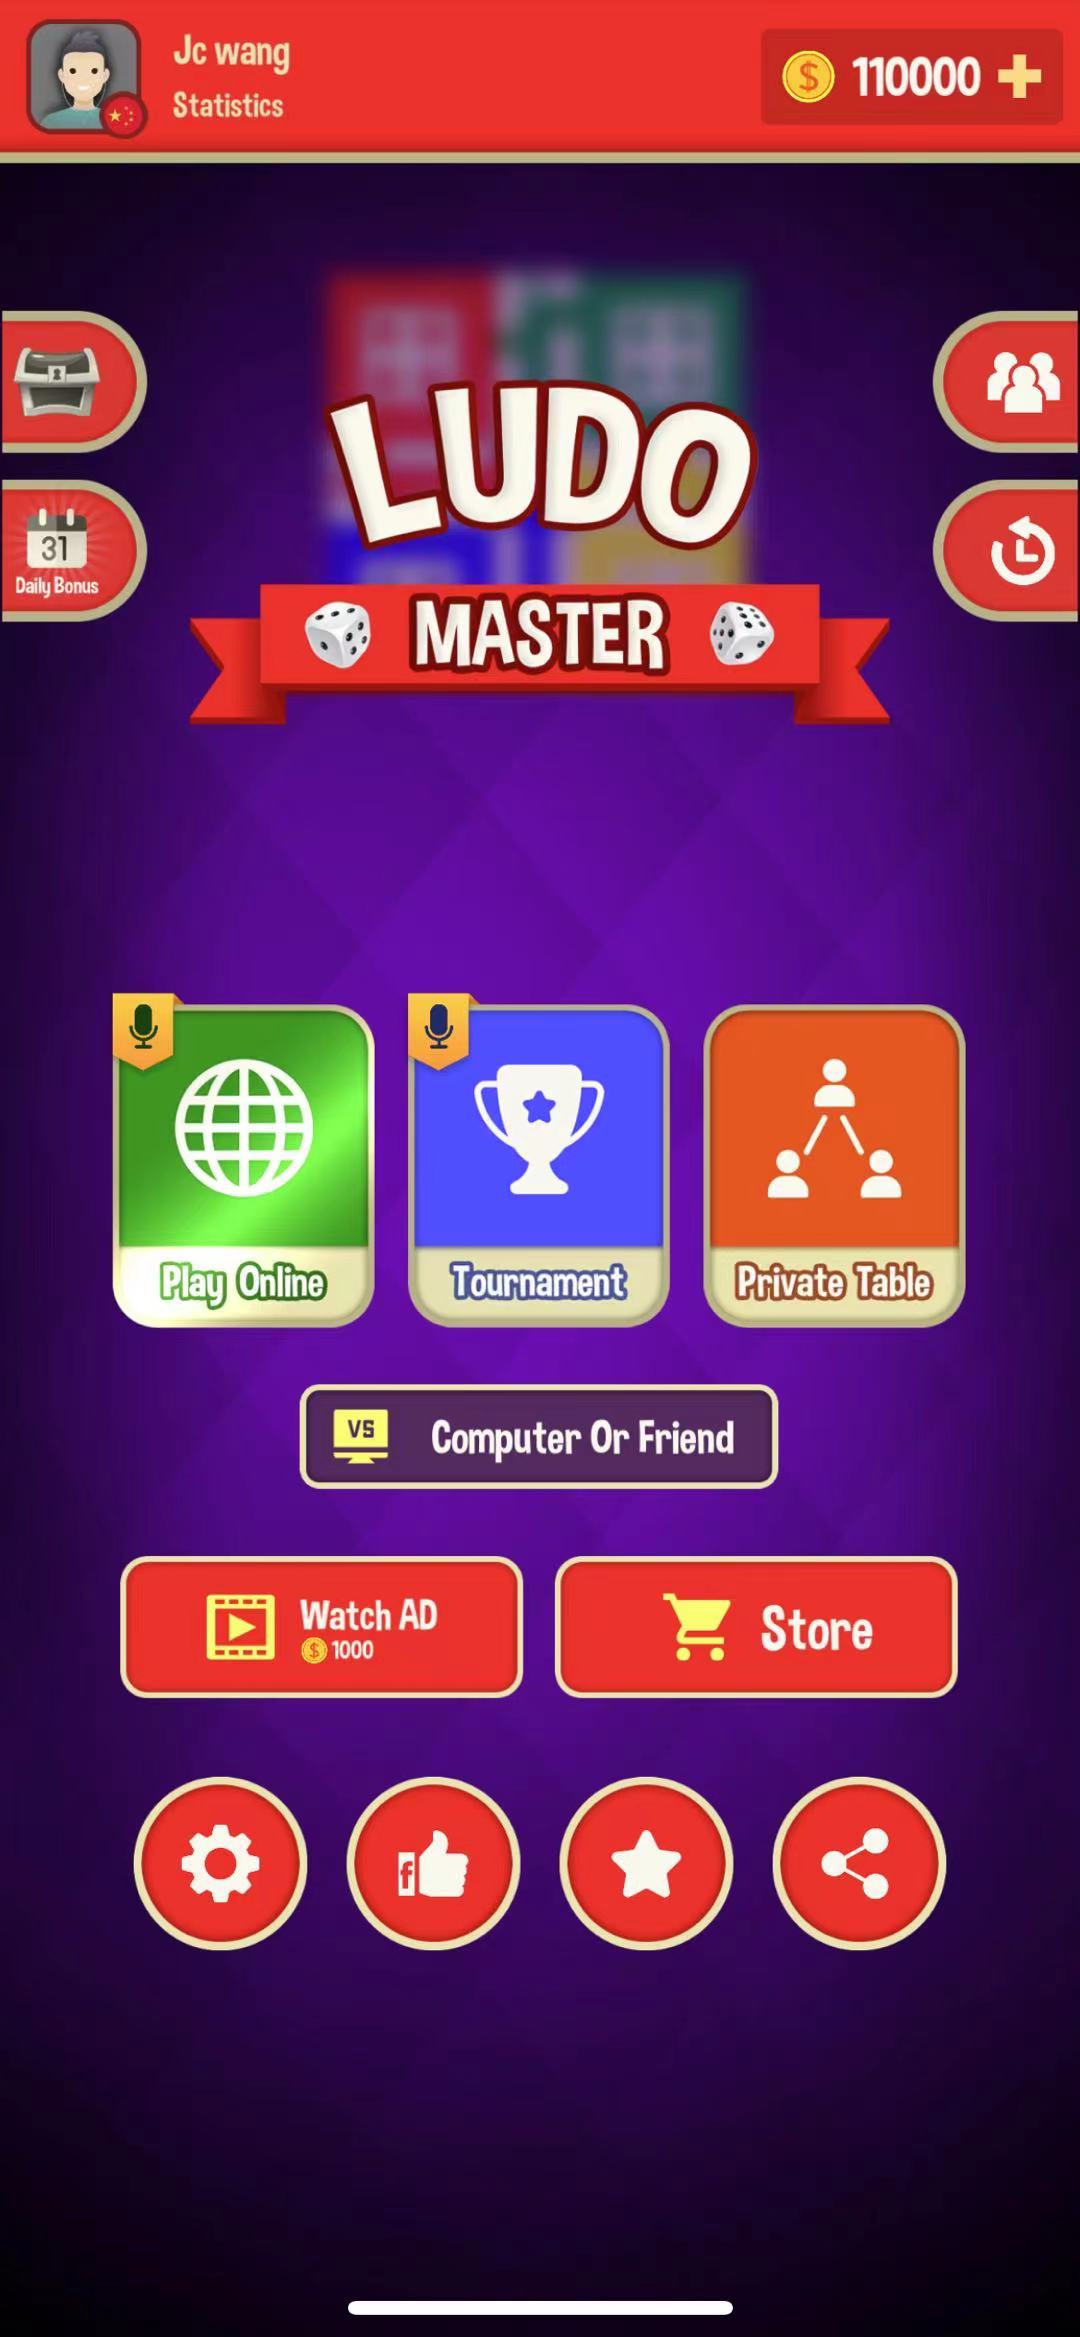 Jc wang
Statistics
110000
31
Daily Bonus
LUDO
MASTER
Play Online
Tournament
Private Table
VS
Computer Or Friend
Watch AD
1000
Store